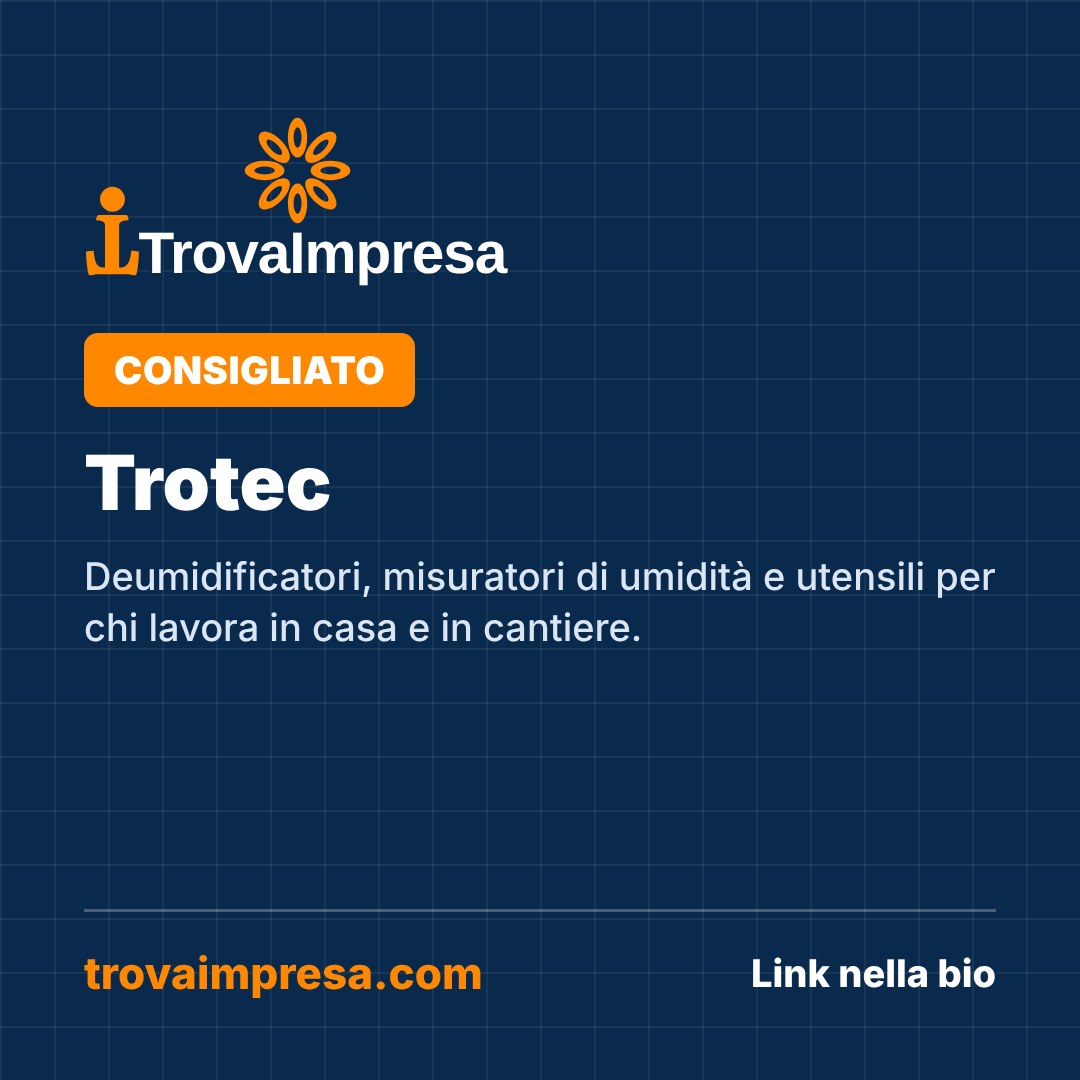 TrovaImpresa
CONSIGLIATO
Trotec
Deumidificatori, misuratori di umidità e utensili per
chi lavora in casa e in cantiere.
trovaimpresa.com
Link nella bio